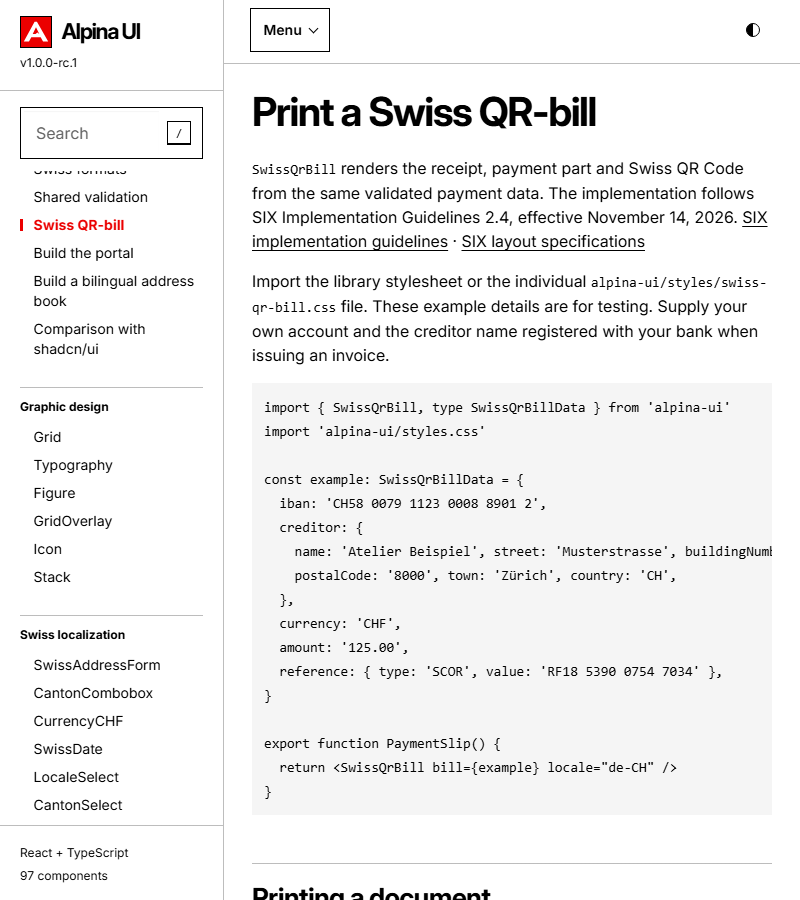 Alpina UI
v1.0.0-rc.1
Search
/
Swiss formats
Shared validation
Swiss QR-bill
Build the portal
Build a bilingual address
book
Comparison with
shadcn/ui
Graphic design
Grid
Typography
Figure
GridOverlay
Icon
Stack
Swiss localization
SwissAddressForm
CantonCombobox
CurrencyCHF
SwissDate
LocaleSelect
CantonSelect
React + TypeScript
97 components
Menu
Print a Swiss QR-bill
SwissQrBill renders the receipt, payment part and Swiss QR Code
from the same validated payment data. The implementation follows
SIX Implementation Guidelines 2.4, effective November 14, 2026. SIX
implementation guidelines · SIX layout specifications
Import the library stylesheet or the individual alpina-ui/styles/swiss-
qr-bill.css file. These example details are for testing. Supply your
own account and the creditor name registered with your bank when
issuing an invoice.
import { SwissQrBill, type SwissQrBillData } from 'alpina-ui'
import 'alpina-ui/styles.css'
const example: SwissQrBillData = {
iban: 'CH58 0079 1123 0008 8901 2',
creditor: {
name: 'Atelier Beispiel', street: 'Musterstrasse', buildingNumb
postalCode: '8000', town: 'Zürich', country: 'CH',
},
currency: 'CHF',
amount: '125.00',
reference: { type: 'SCOR', value: 'RF18 5390 0754 7034' },
}
export function PaymentSlip() {
return <SwissQrBill bill={example} locale="de-CH" />
}
Printing a document